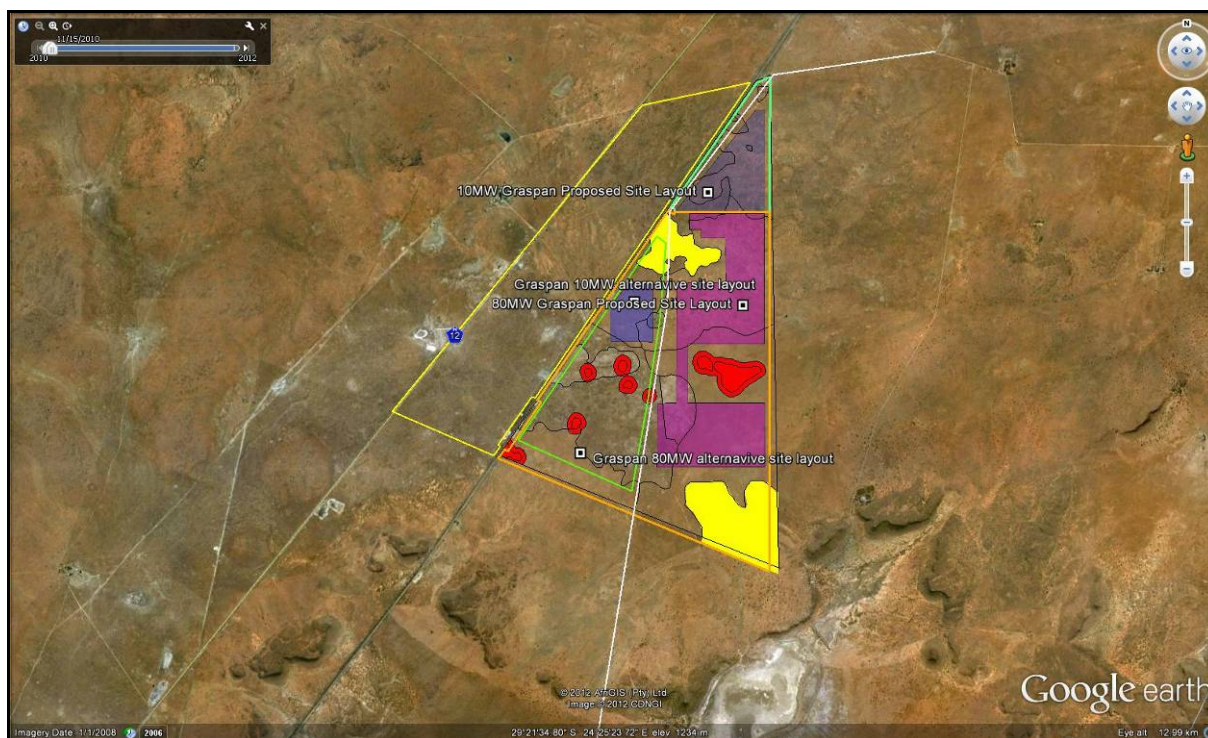 11/15/2010
2010
2012
N
10MW Graspan Proposed Site Layout
Graspan 10MW alternavive site layout
80MW Graspan Proposed Site Layout
12
Graspan 80MW alternavive site layout
© 2012 AfriGIS (Pty) Ltd.
Image © 2012 CDNGI
Google earth
Imagery Date 1/1/2008
2006
29°21'34.80" S 24°25'23.72" E elev 1234 m
Eye alt 12.99 km